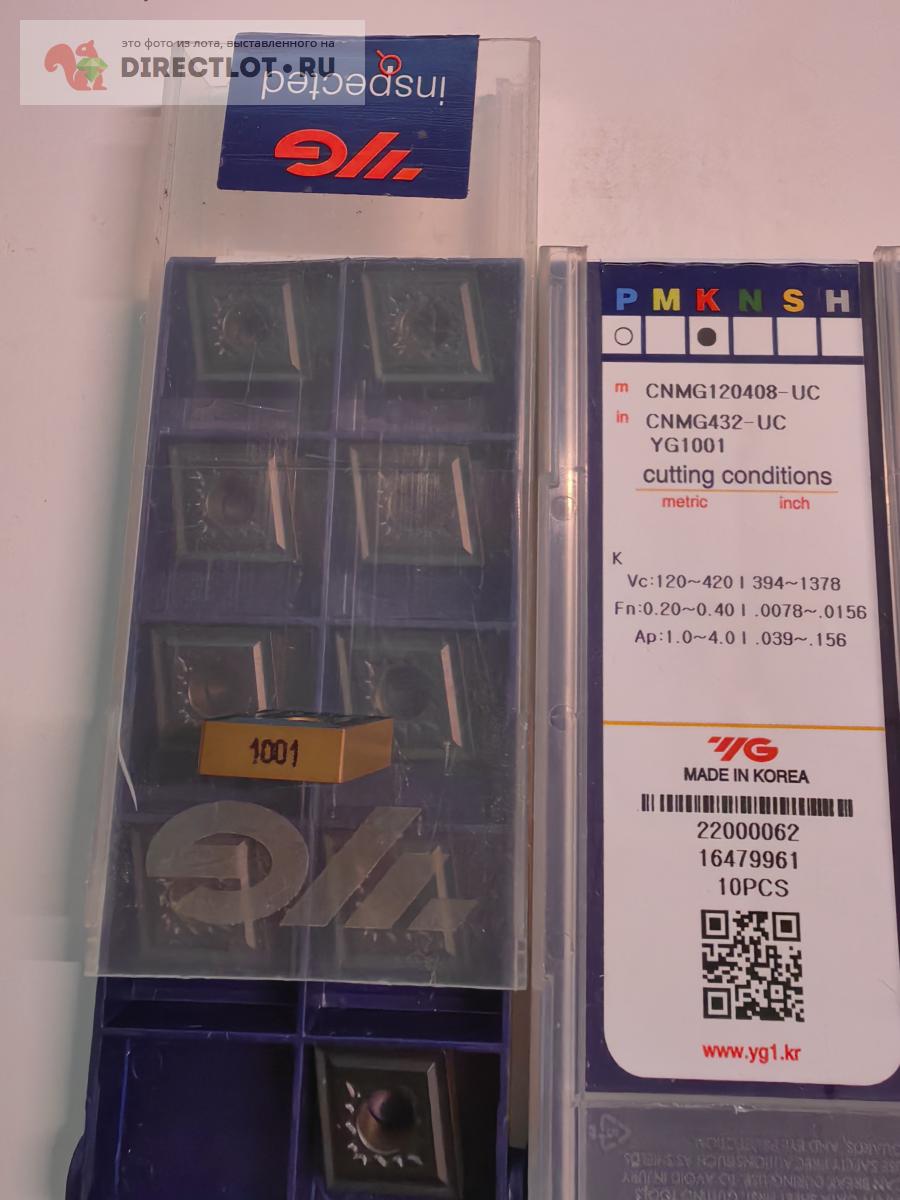 это фото из лота, выставленного на
DIRECTLOT.RU
inspected
YG
P M K N S H
m CNMG120408-UC
in CNMG432-UC
YG1001
cutting conditions
metric inch
K
Vc:120~420 | 394~1378
Fn:0.20~0.40 | .0078~.0156
Ap:1.0~4.0 | .039~.156
1001
YG
YG
MADE IN KOREA
22000062
16479961
10PCS
www.yg1.kr